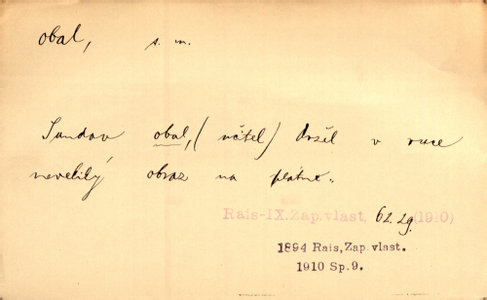 obal, s. m.
obal, (učitel) držel v ruce
neveliký obraz na plátně.
Rais-IX.Zap.vlast. 62.29. (1910)
1894 Rais, Zap. vlast.
1910 Sp. 9.